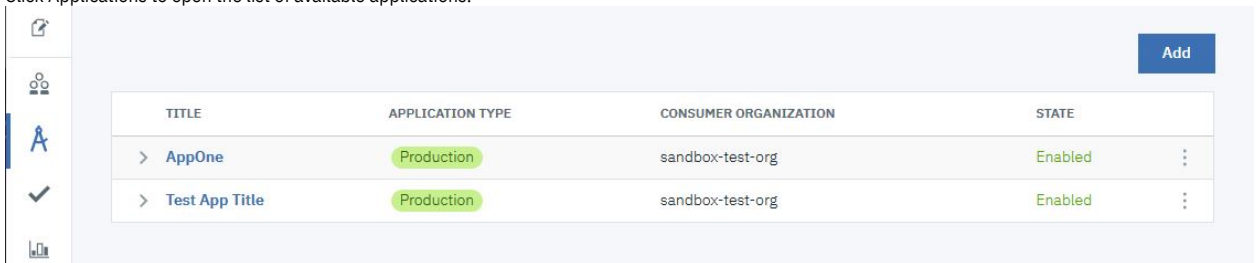 Click Applications to open the list of available applications.
Add
TITLE APPLICATION TYPE CONSUMER ORGANIZATION STATE
AppOne Production sandbox-test-org Enabled
Test App Title Production sandbox-test-org Enabled